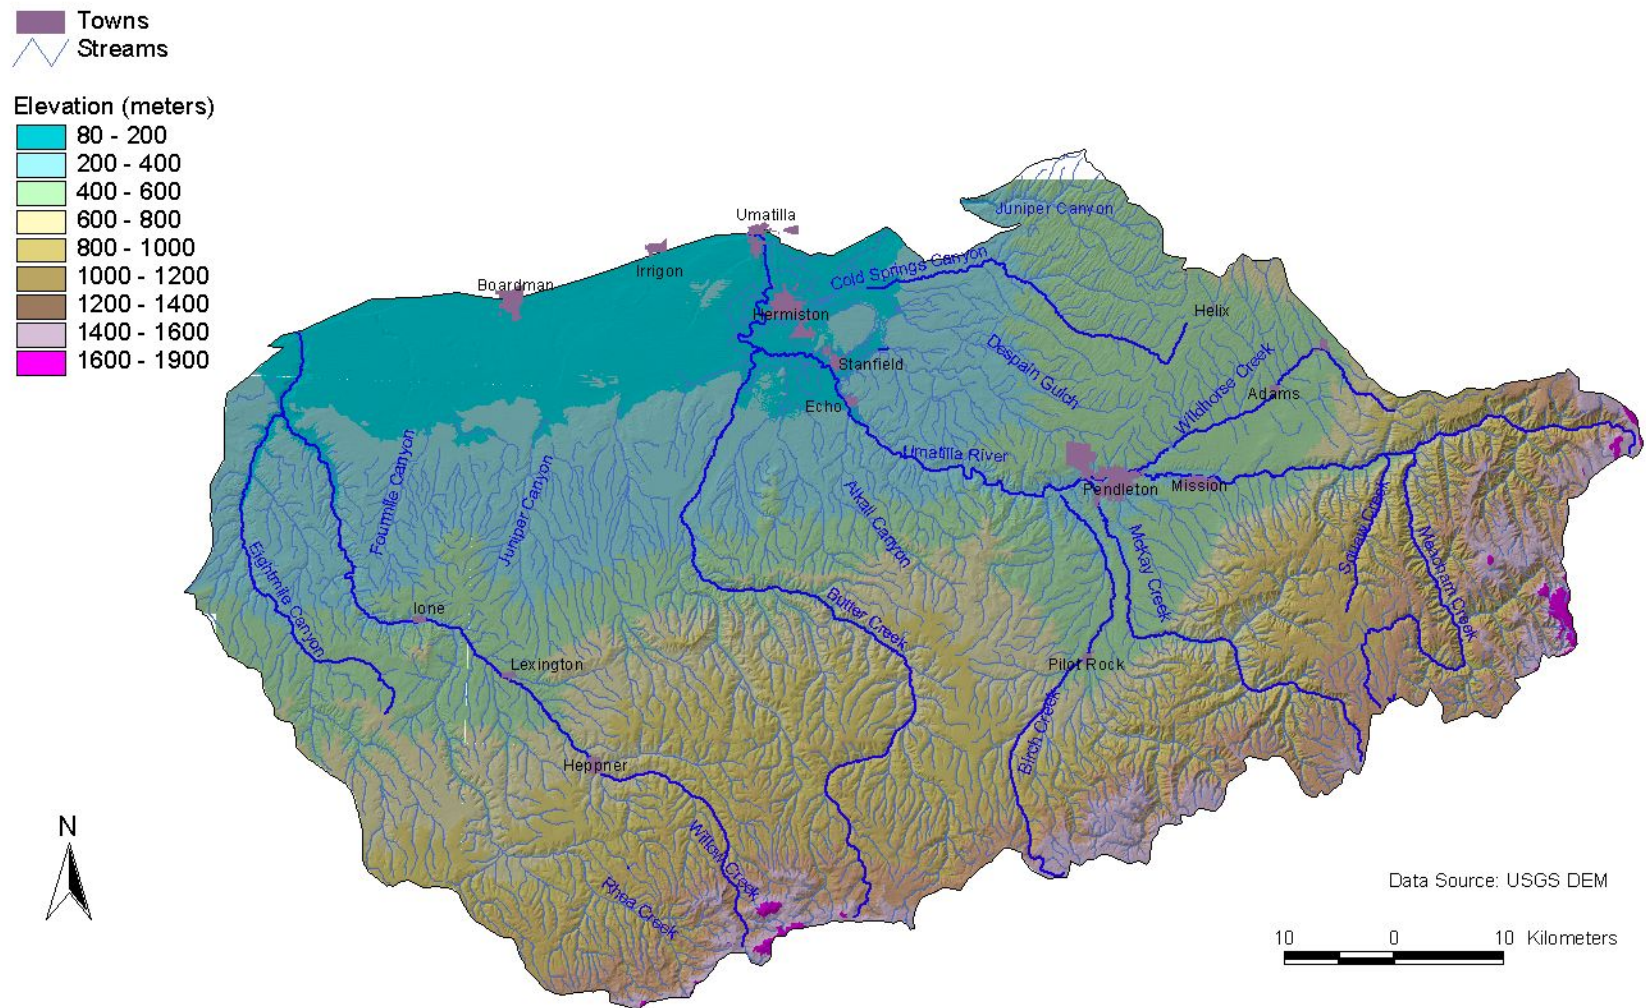 Towns
Streams
Elevation (meters)
80 - 200
200 - 400
400 - 600
600 - 800
800 - 1000
1000 - 1200
1200 - 1400
1400 - 1600
1600 - 1900
Juniper Canyon
Umatilla
Cold Springs Canyon
Irrigon
Boardman
Hermiston
Helix
Despain Gulch
Stanfield
Wildhorse Creek
Adams
Echo
Umatilla River
Pendleton
Mission
Fourmile Canyon
Juniper Canyon
Alkali Canyon
McKay Creek
Squaw Creek
Meacham Creek
Eightmile Canyon
Ione
Butter Creek
Lexington
Pilot Rock
Birch Creek
Heppner
Willow Creek
Rhea Creek
N
Data Source: USGS DEM
10 0 10 Kilometers